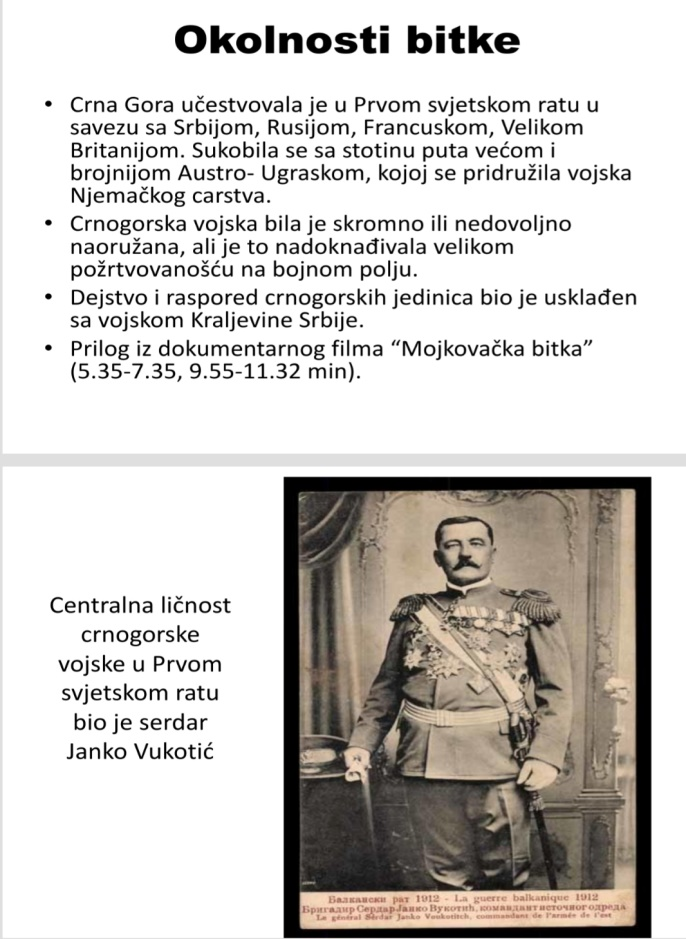 Okolnosti bitke
• Crna Gora učestvovala je u Prvom svjetskom ratu u
savezu sa Srbijom, Rusijom, Francuskom, Velikom
Britanijom. Sukobila se sa stotinu puta većom i
brojnijom Austro- Ugraskom, kojoj se pridružila vojska
Njemačkog carstva.
• Crnogorska vojska bila je skromno ili nedovoljno
naoružana, ali je to nadoknađivala velikom
požrtvovanošću na bojnom polju.
• Dejstvo i raspored crnogorskih jedinica bio je usklađen
sa vojskom Kraljevine Srbije.
• Prilog iz dokumentarnog filma “Mojkovačka bitka”
(5.35-7.35, 9.55-11.32 min).
Centralna ličnost
crnogorske
vojske u Prvom
svjetskom ratu
bio je serdar
Janko Vukotić
Балкански рат 1912 - La guerre balkanique 1912
Бригадир Сердар Јанко Вукотић, командант источног одреда
Le général Serdar Janko Voukotitch, commandant de l'armée de l'est